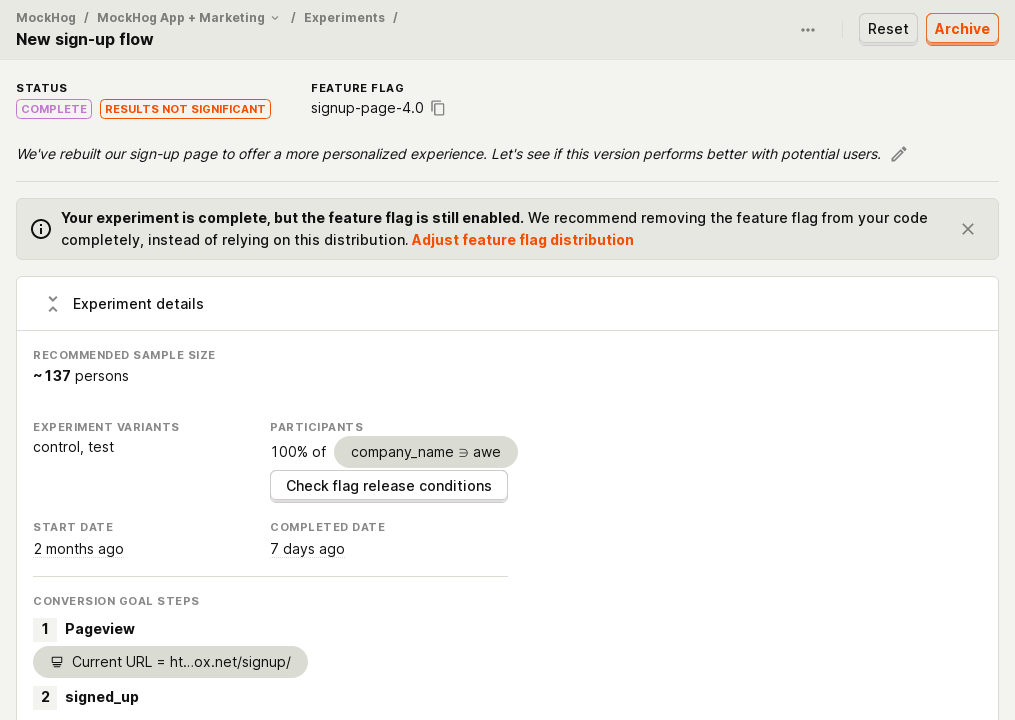 MockHog / MockHog App + Marketing / Experiments /
New sign-up flow
Reset
Archive
STATUS
COMPLETE
RESULTS NOT SIGNIFICANT
FEATURE FLAG
signup-page-4.0
We've rebuilt our sign-up page to offer a more personalized experience. Let's see if this version performs better with potential users.
Your experiment is complete, but the feature flag is still enabled. We recommend removing the feature flag from your code
completely, instead of relying on this distribution. Adjust feature flag distribution
Experiment details
RECOMMENDED SAMPLE SIZE
~137 persons
EXPERIMENT VARIANTS
control, test
PARTICIPANTS
100% of company_name ∋ awe
Check flag release conditions
START DATE
2 months ago
COMPLETED DATE
7 days ago
CONVERSION GOAL STEPS
1 Pageview
Current URL = ht...ox.net/signup/
2 signed_up